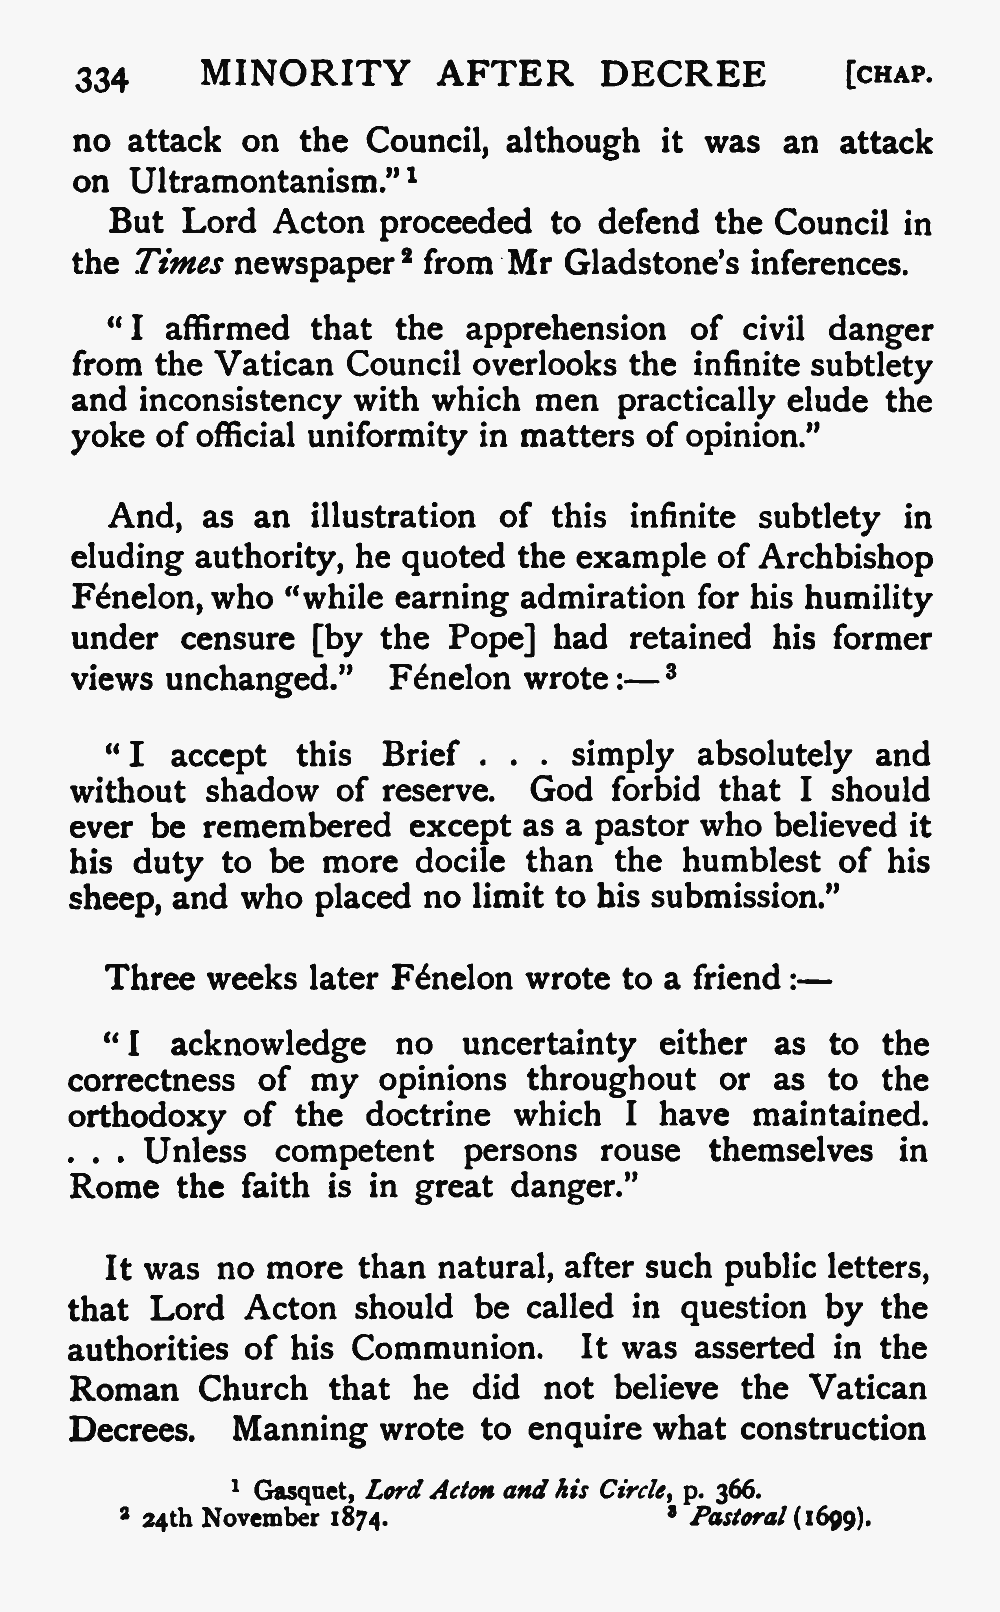 334 MINORITY AFTER DECREE [CHAP.
no attack on the Council, although it was an attack
on Ultramontanism.”¹
But Lord Acton proceeded to defend the Council in
the Times newspaper² from Mr Gladstone's inferences.
“I affirmed that the apprehension of civil danger
from the Vatican Council overlooks the infinite subtlety
and inconsistency with which men practically elude the
yoke of official uniformity in matters of opinion.”
And, as an illustration of this infinite subtlety in
eluding authority, he quoted the example of Archbishop
Fénelon, who “while earning admiration for his humility
under censure [by the Pope] had retained his former
views unchanged.” Fénelon wrote:—³
“I accept this Brief . . . simply absolutely and
without shadow of reserve. God forbid that I should
ever be remembered except as a pastor who believed it
his duty to be more docile than the humblest of his
sheep, and who placed no limit to his submission.”
Three weeks later Fénelon wrote to a friend:—
“I acknowledge no uncertainty either as to the
correctness of my opinions throughout or as to the
orthodoxy of the doctrine which I have maintained.
. . . Unless competent persons rouse themselves in
Rome the faith is in great danger.”
It was no more than natural, after such public letters,
that Lord Acton should be called in question by the
authorities of his Communion. It was asserted in the
Roman Church that he did not believe the Vatican
Decrees. Manning wrote to enquire what construction
¹ Gasquet, Lord Acton and his Circle, p. 366.
² 24th November 1874. ³ Pastoral (1699).